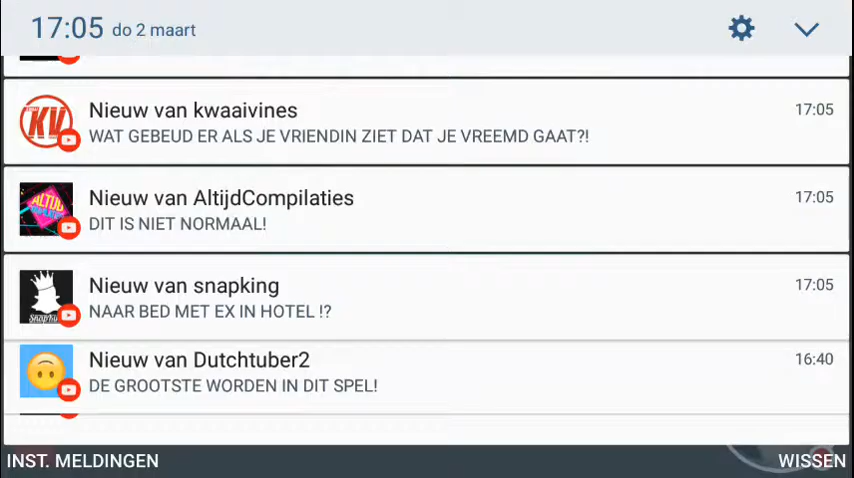 17:05 do 2 maart
KV
Nieuw van kwaaivines 17:05
WAT GEBEUD ER ALS JE VRIENDIN ZIET DAT JE VREEMD GAAT?!
ALTIJD
Nieuw van AltijdCompilaties 17:05
DIT IS NIET NORMAAL!
Nieuw van snapking 17:05
NAAR BED MET EX IN HOTEL !?
Nieuw van Dutchtuber2 16:40
DE GROOTSTE WORDEN IN DIT SPEL!
INST. MELDINGEN WISSEN